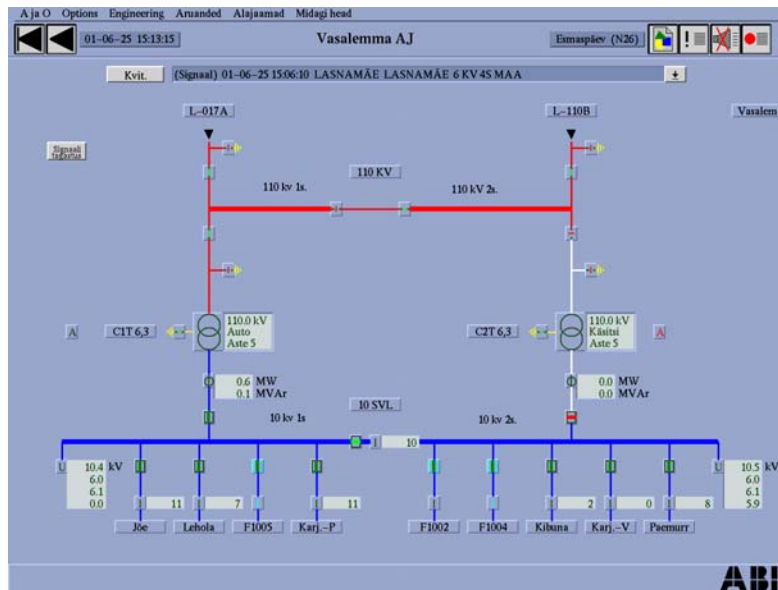 A ja O Options Engineering Aruanded Alajaamad Midagi head
01-06-25 15:13:15 Vasalemma AJ Esmaspäev (N26)
Kvit. (Signaal) 01-06-25 15:06:10 LASNAMÄE LASNAMÄE 6 KV 4S MAA
L-017A L-110B Vasalem
Signaali
tagastus
110 KV
110 kv 1s. 110 kV 2s.
A C1T 6,3 110.0 kV
Auto
Aste 5
C2T 6,3 110.0 kV
Käsitsi
Aste 5
A
0.6 MW
0.1 MVAr
0.0 MW
0.0 MVAr
10 SVL
10 kv 1s 10 kv 2s.
10
U 10.4 kV
6.0
6.1
0.0
U 10.5 kV
6.0
6.1
5.9
11 7 11 2 0 8
Jõe Lehola F1005 Karj.-P F1002 F1004 Kibuna Karj.-V Paemurr